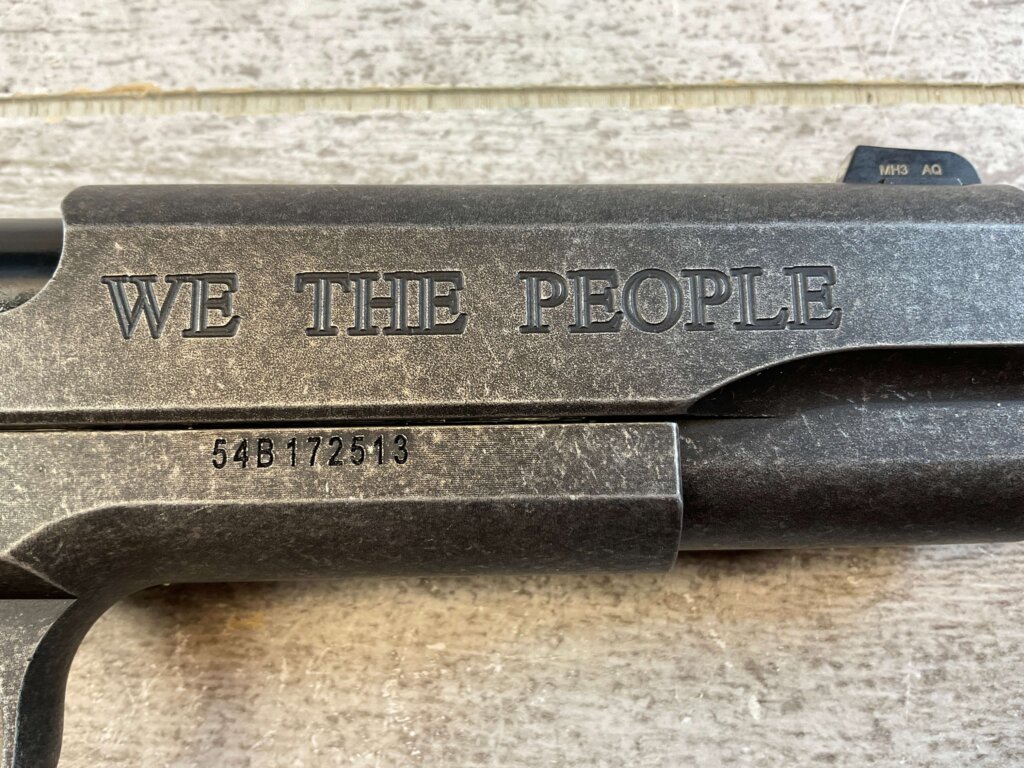 MH3 AQ
WE THE PEOPLE
54B172513